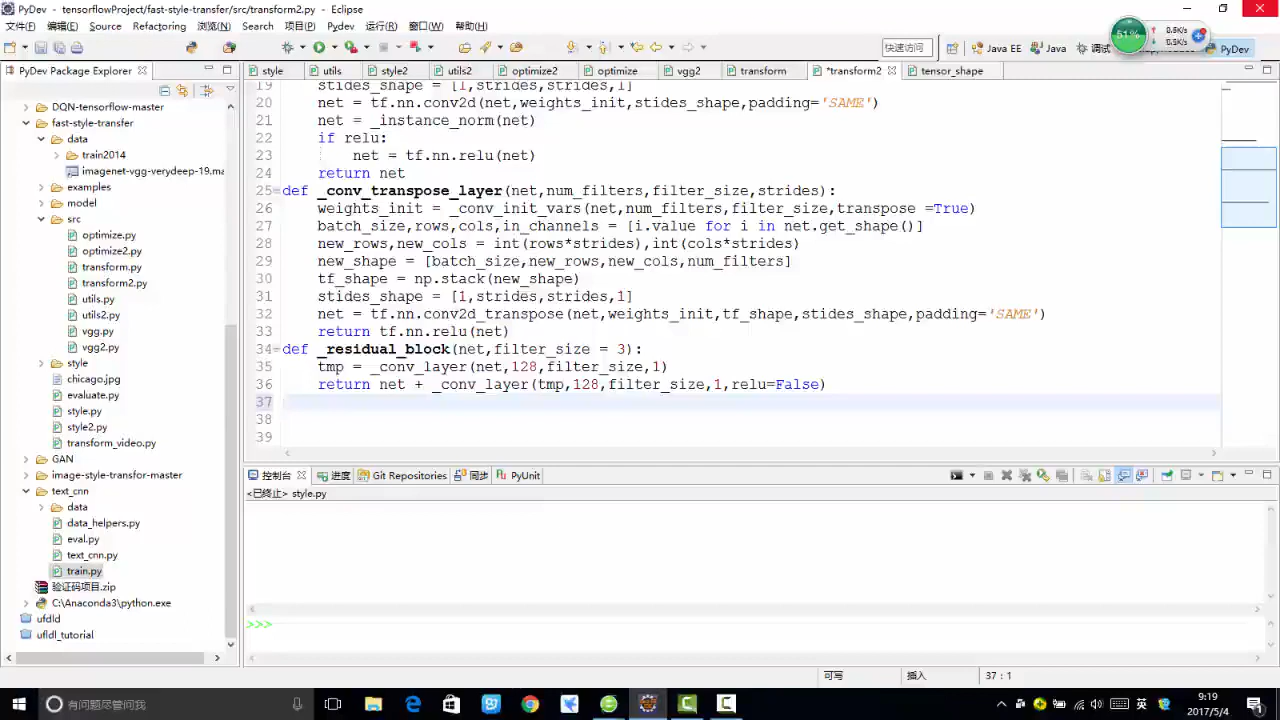 PyDev - tensorflowProject/fast-style-transfer/src/transform2.py - Eclipse
文件(F) 编辑(E) Source Refactoring 浏览(N) Search 项目(P) Pydev 运行(R) 窗口(W) 帮助(H)
51% 0.5K/s
快速访问 Java EE Java 调试 PyDev
PyDev Package Explorer
style utils style2 utils2 optimize2 optimize vgg2 transform *transform2 tensor_shape
DQN-tensorflow-master
fast-style-transfer
data
train2014
imagenet-vgg-verydeep-19.ma
examples
model
src
optimize.py
optimize2.py
transform.py
transform2.py
utils.py
utils2.py
vgg.py
vgg2.py
style
chicago.jpg
evaluate.py
style.py
style2.py
transform_video.py
GAN
image-style-transfor-master
text_cnn
data
data_helpers.py
eval.py
text_cnn.py
train.py
验证码项目.zip
C:\Anaconda3\python.exe
ufdld
ufldl_tutorial
19 stides_shape = [1,strides,strides,1]
20 net = tf.nn.conv2d(net,weights_init,stides_shape,padding='SAME')
21 net = _instance_norm(net)
22 if relu:
23 net = tf.nn.relu(net)
24 return net
25 def _conv_transpose_layer(net,num_filters,filter_size,strides):
26 weights_init = _conv_init_vars(net,num_filters,filter_size,transpose =True)
27 batch_size,rows,cols,in_channels = [i.value for i in net.get_shape()]
28 new_rows,new_cols = int(rows*strides),int(cols*strides)
29 new_shape = [batch_size,new_rows,new_cols,num_filters]
30 tf_shape = np.stack(new_shape)
31 stides_shape = [1,strides,strides,1]
32 net = tf.nn.conv2d_transpose(net,weights_init,tf_shape,stides_shape,padding='SAME')
33 return tf.nn.relu(net)
34 def _residual_block(net,filter_size = 3):
35 tmp = _conv_layer(net,128,filter_size,1)
36 return net + _conv_layer(tmp,128,filter_size,1,relu=False)
37
38
39
控制台 进度 Git Repositories 同步 PyUnit
<已终止> style.py
>>>
可写 插入 37 : 1
有问题尽管问我
英
9:19
2017/5/4